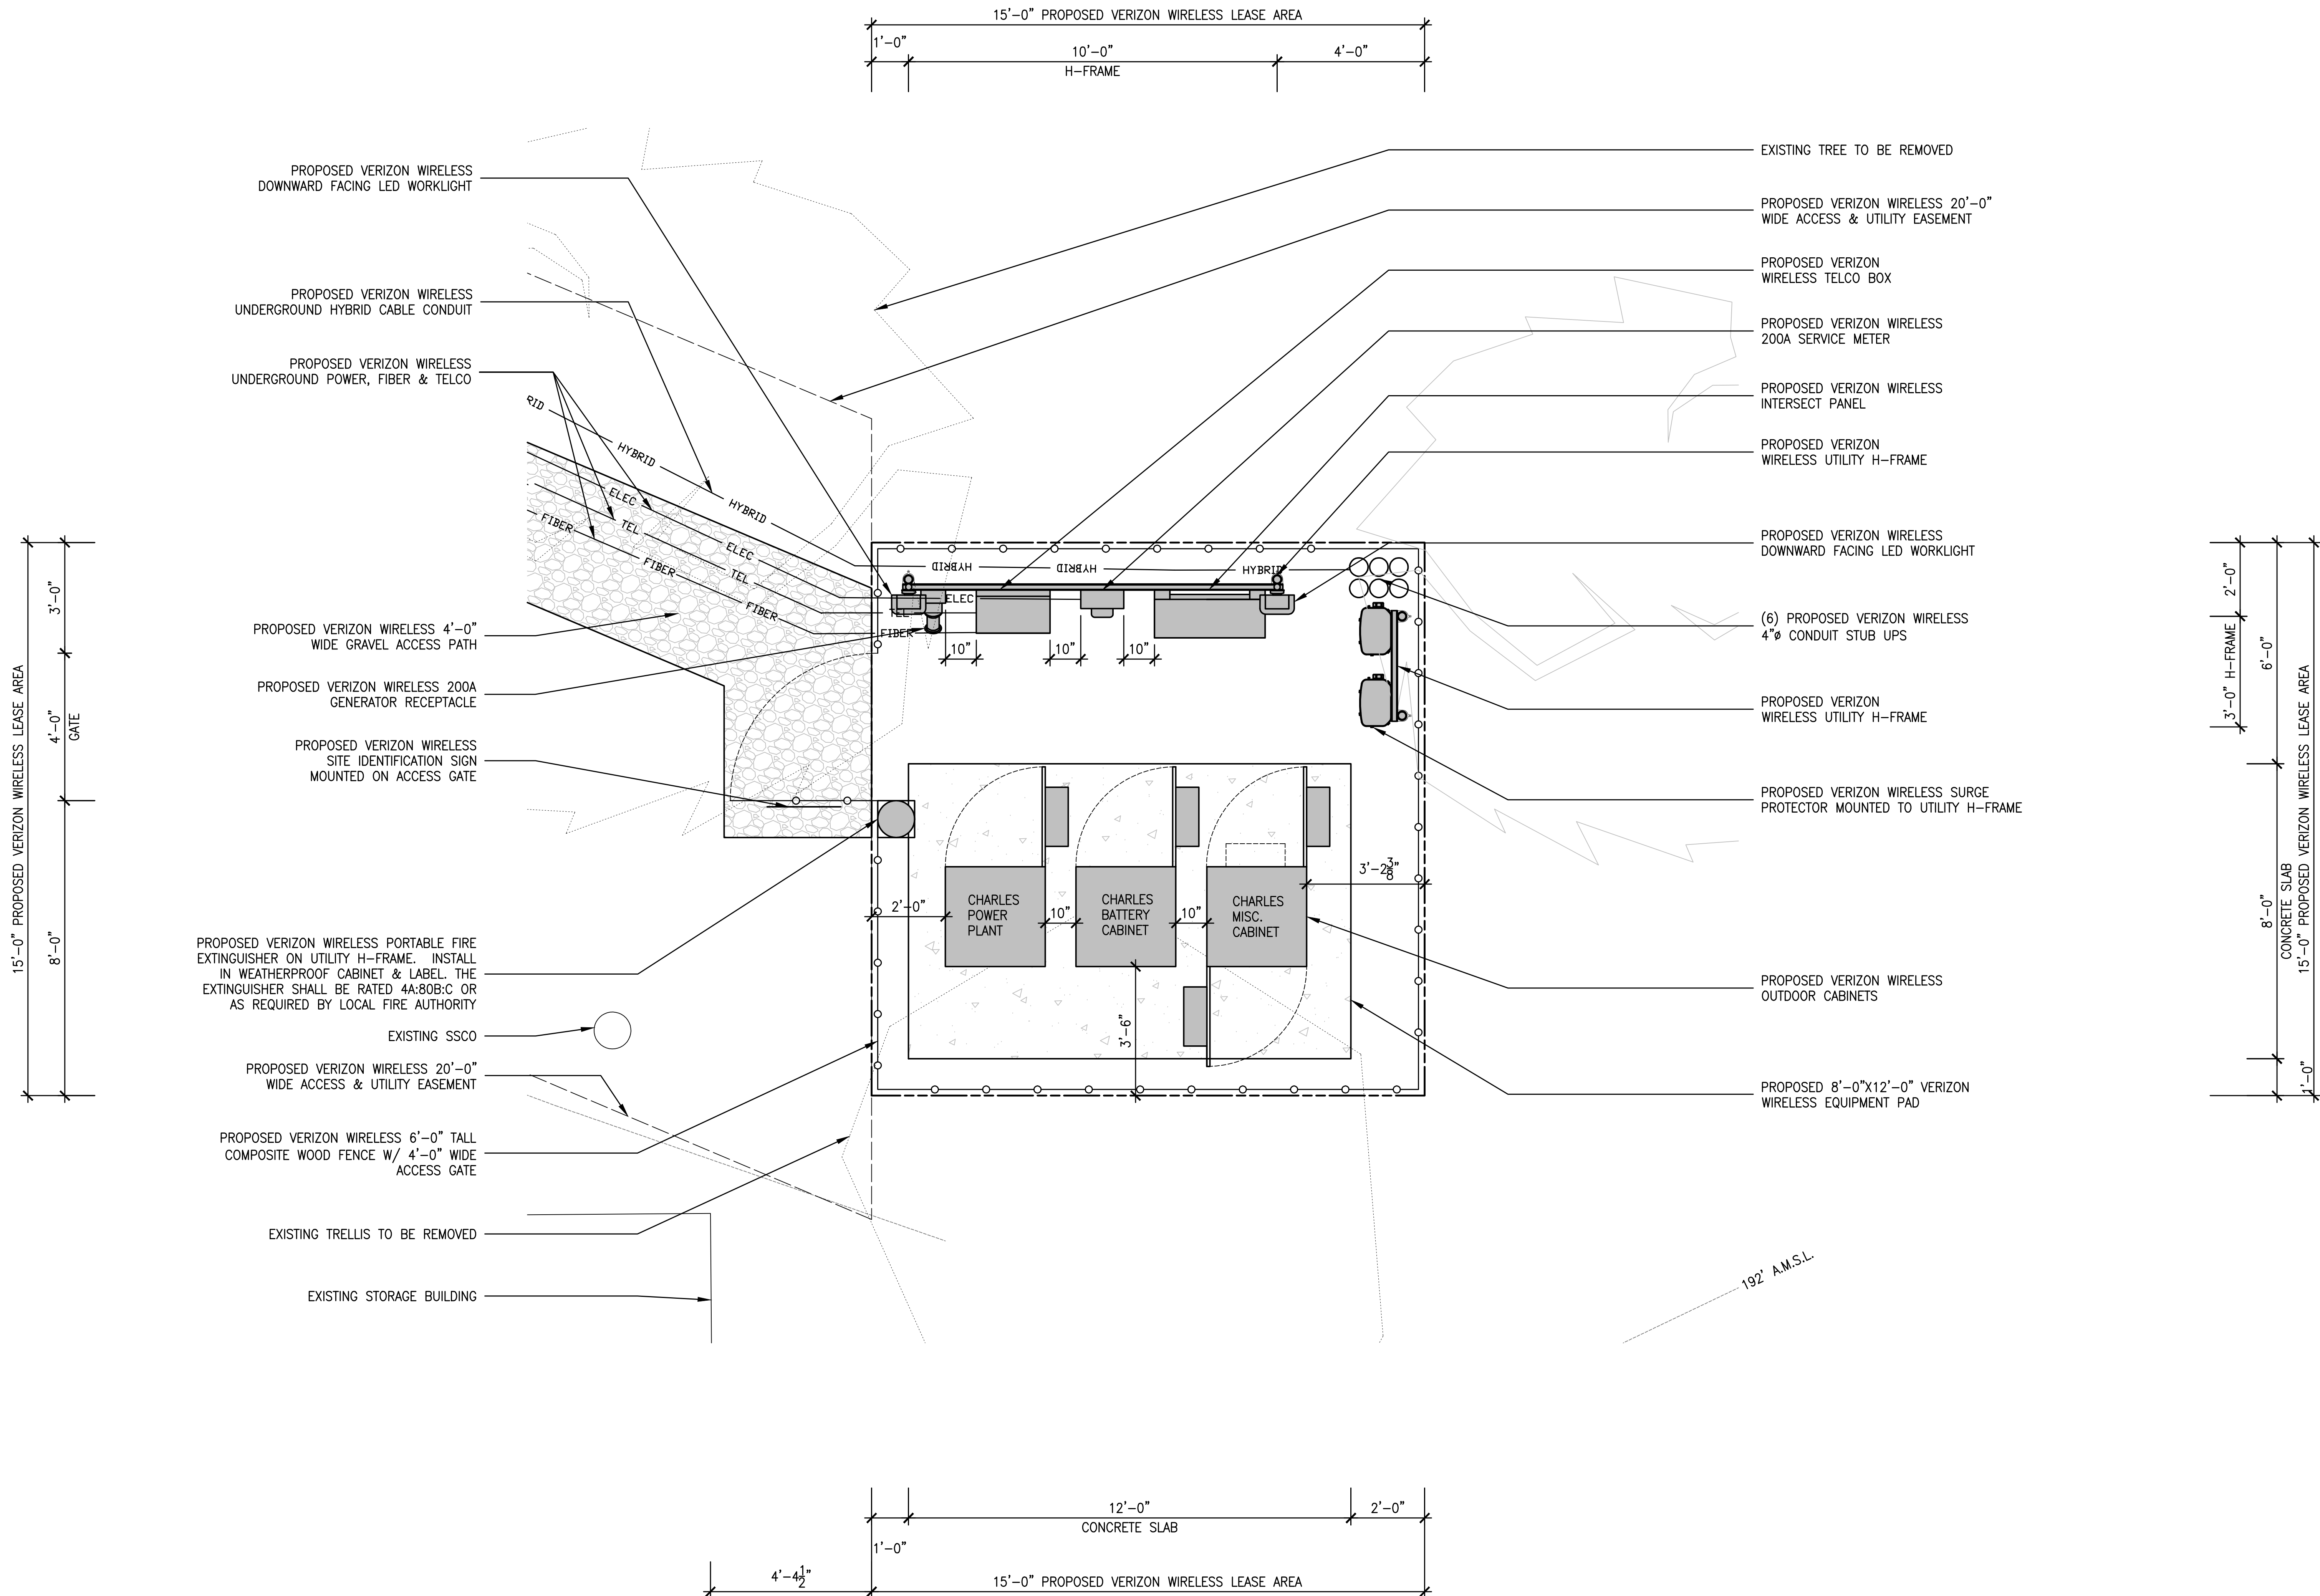 15'-0" PROPOSED VERIZON WIRELESS LEASE AREA
1'-0"
10'-0"
H-FRAME
4'-0"
PROPOSED VERIZON WIRELESS
DOWNWARD FACING LED WORKLIGHT
PROPOSED VERIZON WIRELESS
UNDERGROUND HYBRID CABLE CONDUIT
PROPOSED VERIZON WIRELESS
UNDERGROUND POWER, FIBER & TELCO
PROPOSED VERIZON WIRELESS 4'-0"
WIDE GRAVEL ACCESS PATH
PROPOSED VERIZON WIRELESS 200A
GENERATOR RECEPTACLE
PROPOSED VERIZON WIRELESS
SITE IDENTIFICATION SIGN
MOUNTED ON ACCESS GATE
PROPOSED VERIZON WIRELESS PORTABLE FIRE
EXTINGUISHER ON UTILITY H-FRAME. INSTALL
IN WEATHERPROOF CABINET & LABEL. THE
EXTINGUISHER SHALL BE RATED 4A:80B:C OR
AS REQUIRED BY LOCAL FIRE AUTHORITY
EXISTING SSCO
PROPOSED VERIZON WIRELESS 20'-0"
WIDE ACCESS & UTILITY EASEMENT
PROPOSED VERIZON WIRELESS 6'-0" TALL
COMPOSITE WOOD FENCE W/ 4'-0" WIDE
ACCESS GATE
EXISTING TRELLIS TO BE REMOVED
EXISTING STORAGE BUILDING
15'-0" PROPOSED VERIZON WIRELESS LEASE AREA
3'-0"
4'-0"
GATE
8'-0"
RID
HYBRID
HYBRID
ELEC
TEL
FIBER
ELEC
TEL
FIBER
FIBER
HYBRID
HYBRID
HYBRID
ELEC
TEL
FIBER
10"
10"
10"
CHARLES
POWER
PLANT
CHARLES
BATTERY
CABINET
CHARLES
MISC.
CABINET
2'-0"
10"
10"
3'-2 3/8"
3'-6"
EXISTING TREE TO BE REMOVED
PROPOSED VERIZON WIRELESS 20'-0"
WIDE ACCESS & UTILITY EASEMENT
PROPOSED VERIZON
WIRELESS TELCO BOX
PROPOSED VERIZON WIRELESS
200A SERVICE METER
PROPOSED VERIZON WIRELESS
INTERSECT PANEL
PROPOSED VERIZON
WIRELESS UTILITY H-FRAME
PROPOSED VERIZON WIRELESS
DOWNWARD FACING LED WORKLIGHT
(6) PROPOSED VERIZON WIRELESS
4"ø CONDUIT STUB UPS
PROPOSED VERIZON
WIRELESS UTILITY H-FRAME
PROPOSED VERIZON WIRELESS SURGE
PROTECTOR MOUNTED TO UTILITY H-FRAME
PROPOSED VERIZON WIRELESS
OUTDOOR CABINETS
PROPOSED 8'-0"X12'-0" VERIZON
WIRELESS EQUIPMENT PAD
192' A.M.S.L.
2'-0"
3'-0" H-FRAME
6'-0"
8'-0"
CONCRETE SLAB
1'-0"
15'-0" PROPOSED VERIZON WIRELESS LEASE AREA
12'-0"
CONCRETE SLAB
2'-0"
1'-0"
4'-4 1/2"
15'-0" PROPOSED VERIZON WIRELESS LEASE AREA